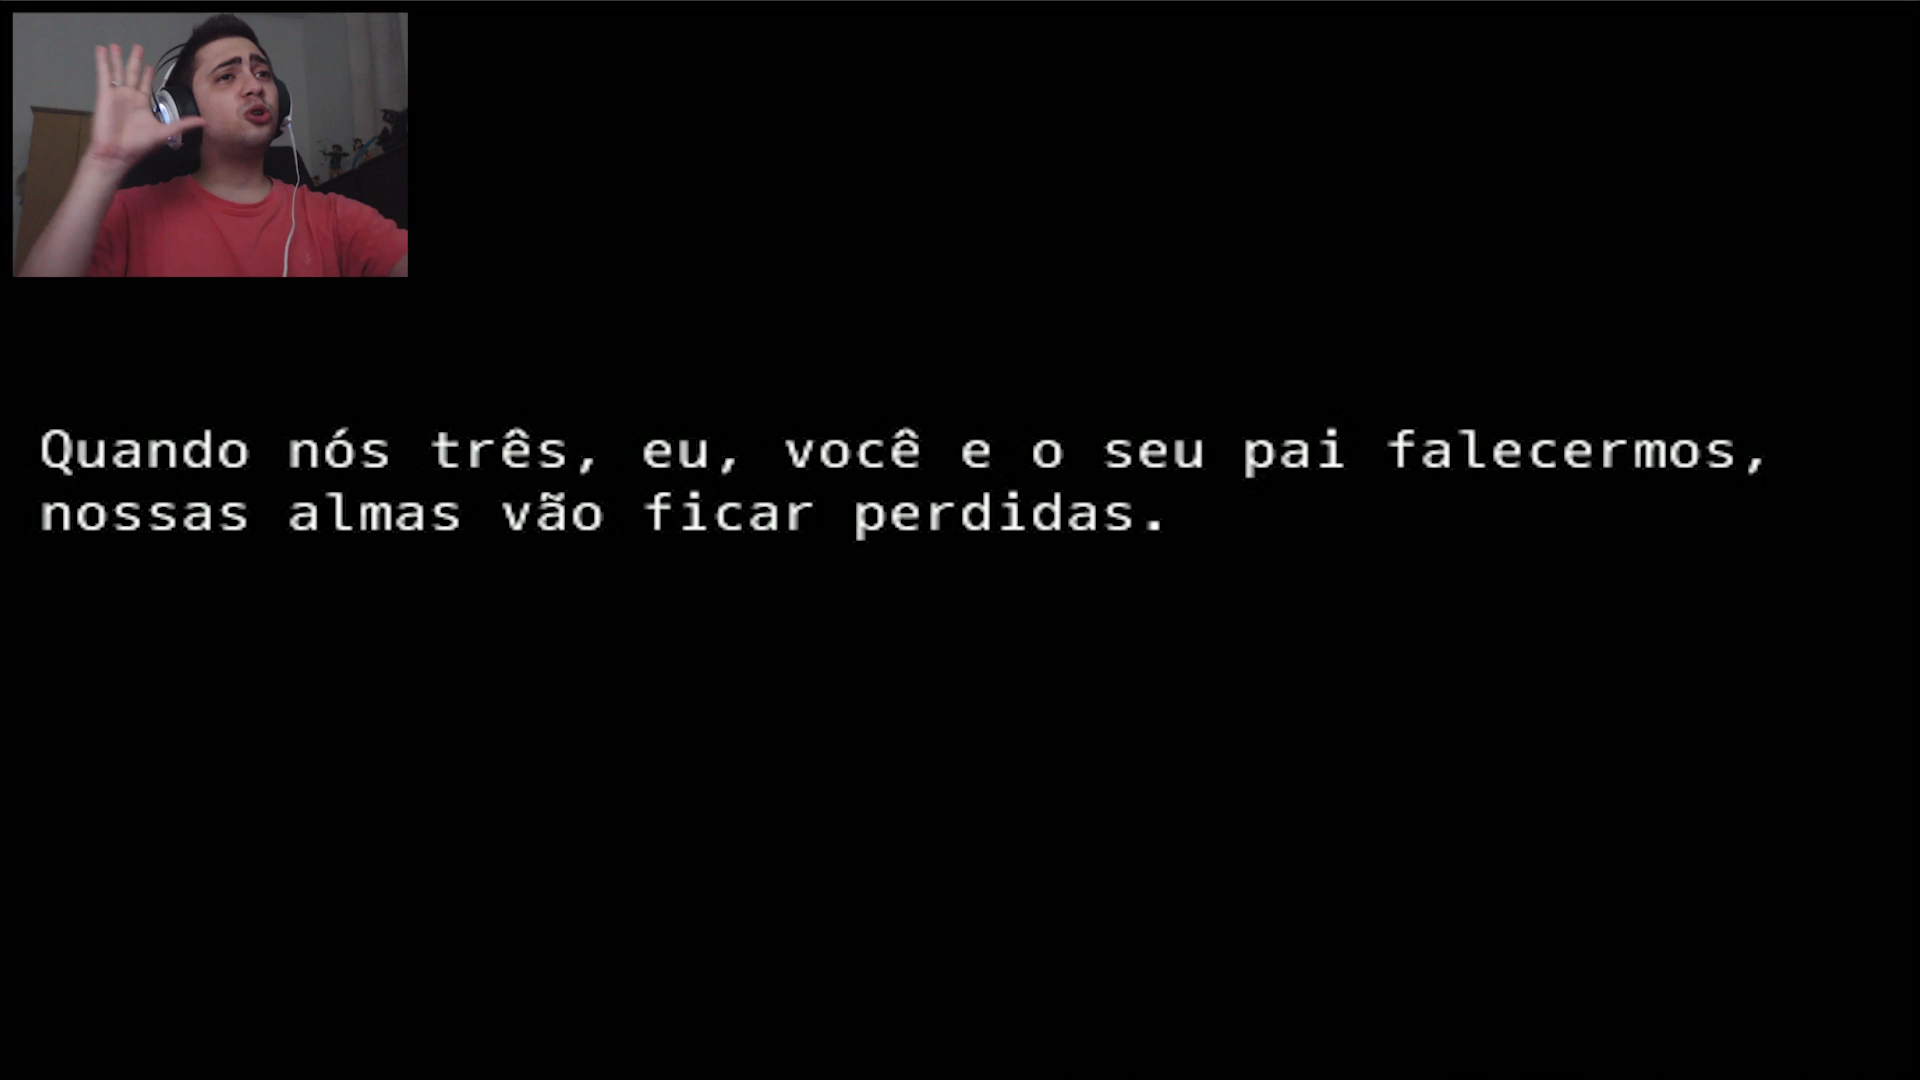 Quando nós três, eu, você e o seu pai falecermos,
nossas almas vão ficar perdidas.